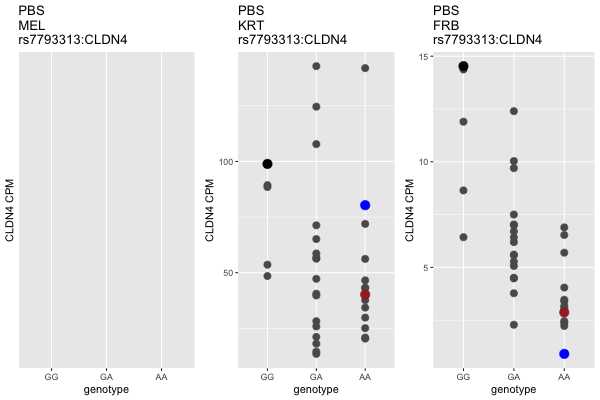 PBS
MEL
rs7793313:CLDN4
CLDN4 CPM
GG GA AA
genotype
PBS
KRT
rs7793313:CLDN4
CLDN4 CPM
100
50
GG GA AA
genotype
PBS
FRB
rs7793313:CLDN4
CLDN4 CPM
15
10
5
GG GA AA
genotype